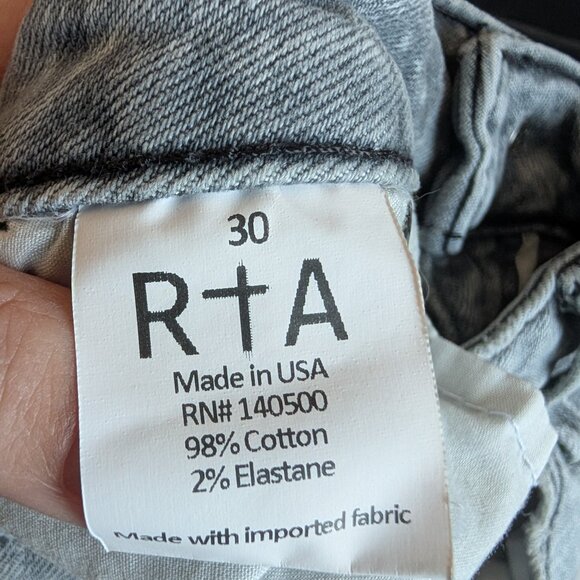 30
R†A
Made in USA
RN# 140500
98% Cotton
2% Elastane
Made with imported fabric